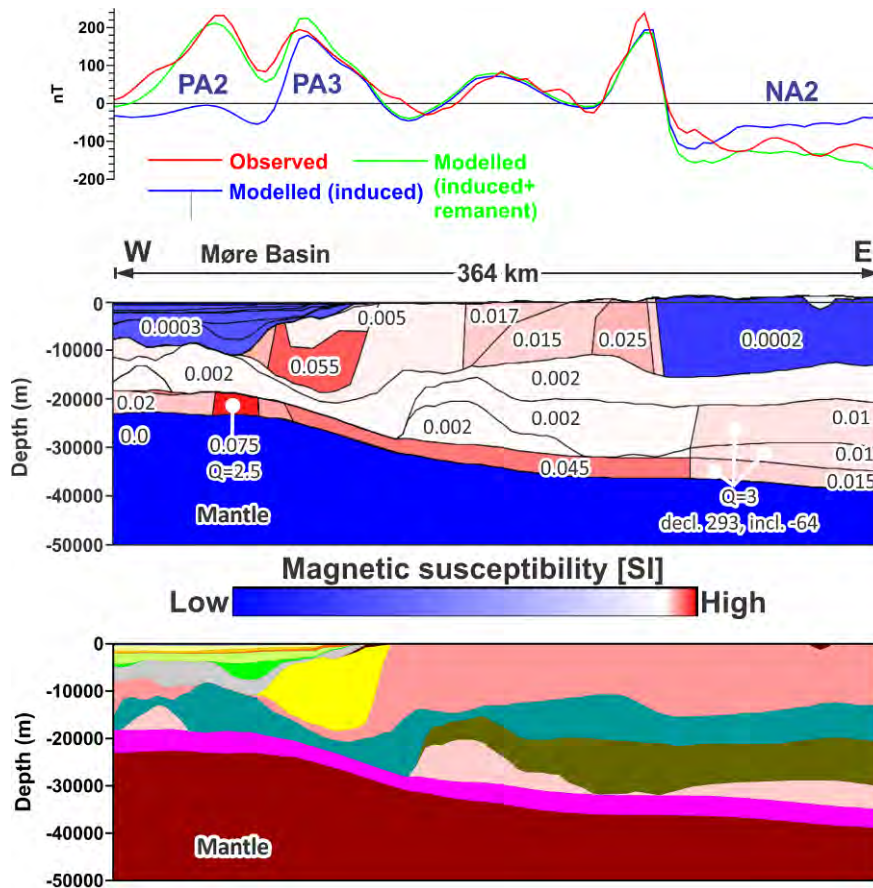 200
100
0
-100
-200
nT
PA2
PA3
NA2
Observed
Modelled
Modelled (induced)
(induced+
remanent)
W
Møre Basin
E
364 km
0
-10000
-20000
-30000
-40000
-50000
Depth (m)
0.0003
0.005
0.017
0.015
0.025
0.0002
0.055
0.002
0.002
0.002
0.002
0.02
0.0
0.075
Q=2.5
0.045
0.01
0.01
0.015
Q=3
decl. 293, incl. -64
Mantle
Magnetic susceptibility [SI]
Low
High
0
-10000
-20000
-30000
-40000
-50000
Depth (m)
Mantle